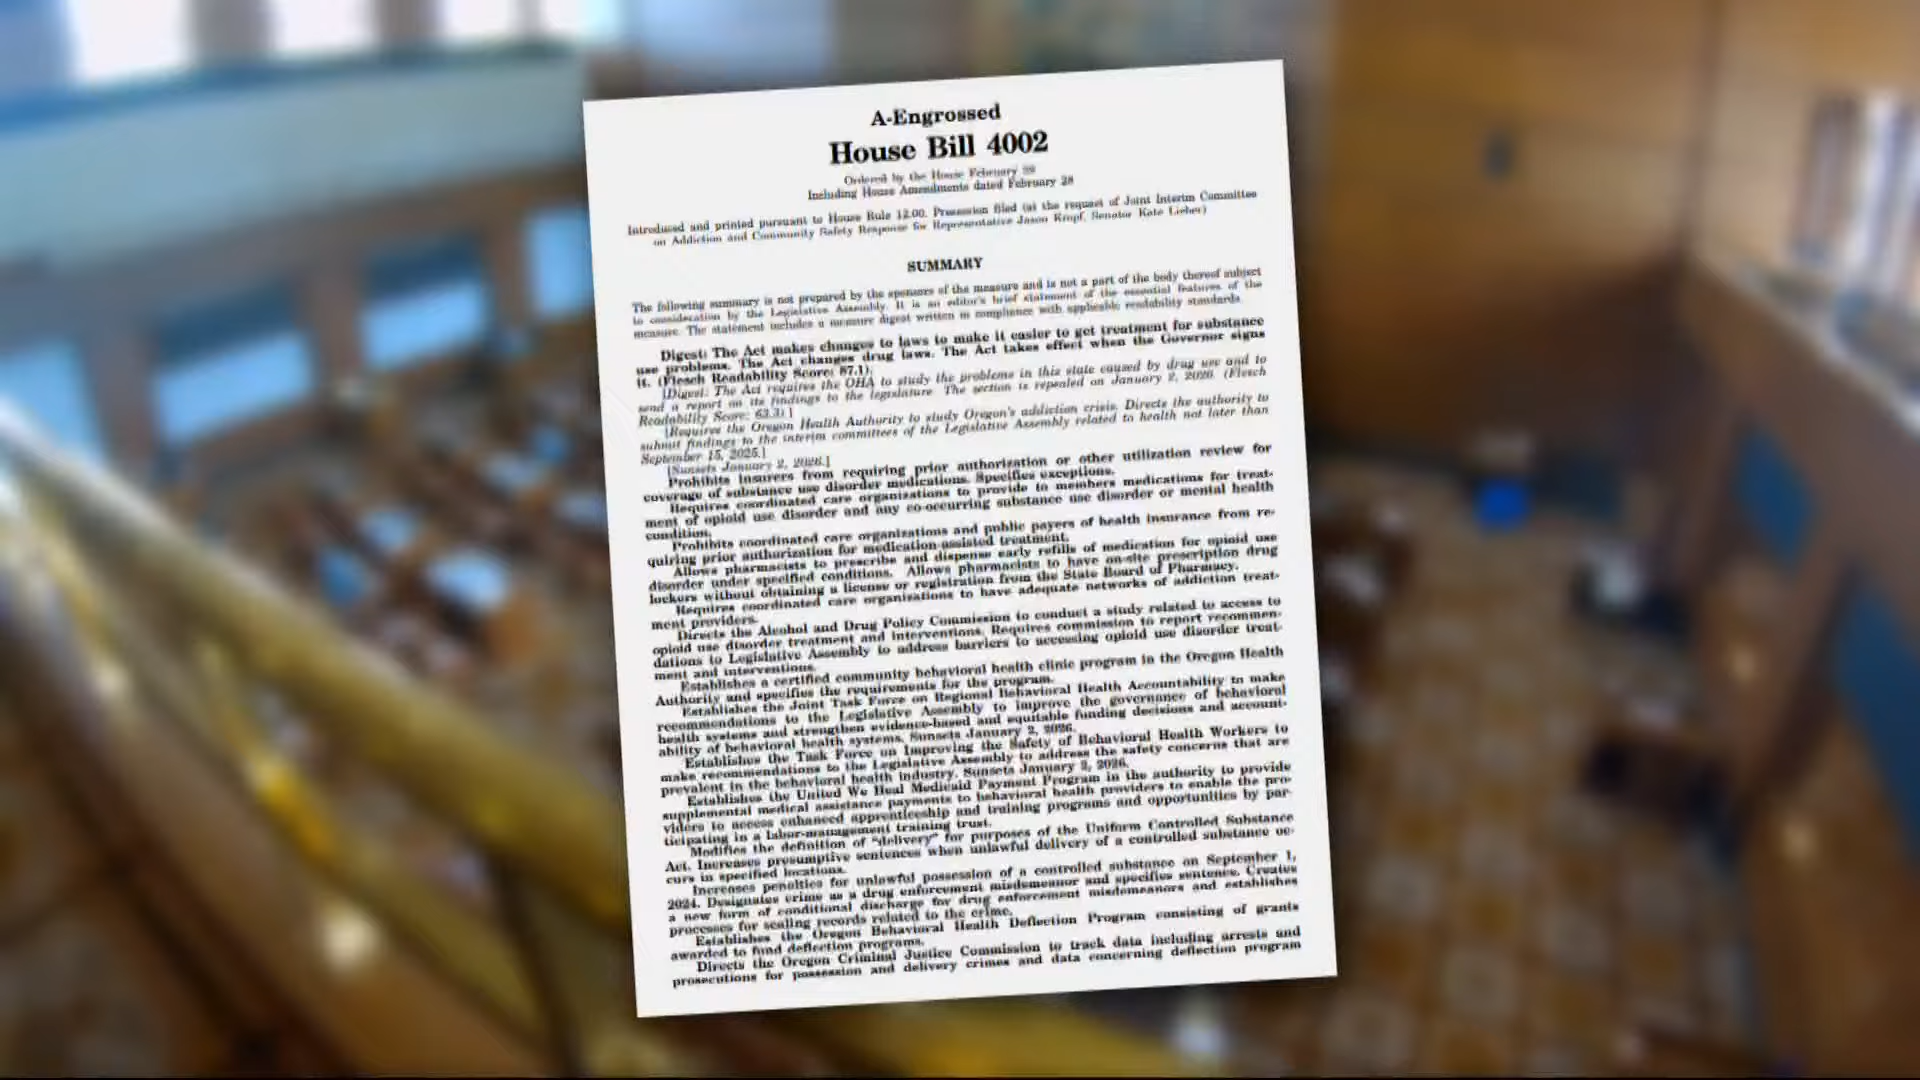 A-Engrossed
House Bill 4002
Ordered by the House February
Including House Amendments dated February 28
Introduced and printed pursuant to House Rule 12.00. Presession filed (at the request of Joint Interim Committee
on Addiction and Community Safety Response for Representative Jason Kropf, Senator Kate Lieber)
SUMMARY
The following summary is not prepared by the sponsors of the measure and is not a part of the body thereof subject
to consideration by the Legislative Assembly. It is an editor's brief statement of the essential features of the
measure. The statement includes a measure digest written in compliance with applicable readability standards.
Digest: The Act makes changes to laws to make it easier to get treatment for substance
use problems. The Act changes drug laws. The Act takes effect when the Governor signs
it. (Flesch Readability Score: 87.1).
[Digest: The Act requires the OHA to study the problems in this state caused by drug use and to
send a report on its findings to the legislature. The section is repealed on January 2, 2026. (Flesch
Readability Score: 63.3).]
[Requires the Oregon Health Authority to study Oregon's addiction crisis. Directs the authority to
submit findings to the interim committees of the Legislative Assembly related to health not later than
September 15, 2025.]
[Sunsets January 2, 2026.]
Prohibits insurers from requiring prior authorization or other utilization review for
coverage of substance use disorder medications. Specifies exceptions.
Requires coordinated care organizations to provide to members medications for treat-
ment of opioid use disorder and any co-occurring substance use disorder or mental health
condition.
Prohibits coordinated care organizations and public payers of health insurance from re-
quiring prior authorization for medication-assisted treatment.
Allows pharmacists to prescribe and dispense early refills of medication for opioid use
disorder under specified conditions. Allows pharmacists to have on-site prescription drug
lockers without obtaining a license or registration from the State Board of Pharmacy.
Requires coordinated care organizations to have adequate networks of addiction treat-
ment providers.
Directs the Alcohol and Drug Policy Commission to conduct a study related to access to
opioid use disorder treatment and interventions. Requires commission to report recommen-
dations to Legislative Assembly to address barriers to accessing opioid use disorder treat-
ment and interventions.
Establishes a certified community behavioral health clinic program in the Oregon Health
Authority and specifies the requirements for the program.
Establishes the Joint Task Force on Regional Behavioral Health Accountability to make
recommendations to the Legislative Assembly to improve the governance of behavioral
health systems and strengthen evidence-based and equitable funding decisions and account-
ability of behavioral health systems. Sunsets January 2, 2026.
Establishes the Task Force on Improving the Safety of Behavioral Health Workers to
make recommendations to the Legislative Assembly to address the safety concerns that are
prevalent in the behavioral health industry. Sunsets January 2, 2026.
Establishes the United We Heal Medicaid Payment Program in the authority to provide
supplemental medical assistance payments to behavioral health providers to enable the pro-
viders to access enhanced apprenticeship and training programs and opportunities by par-
ticipating in a labor-management training trust.
Modifies the definition of "delivery" for purposes of the Uniform Controlled Substance
Act. Increases presumptive sentences when unlawful delivery of a controlled substance oc-
curs in specified locations.
Increases penalties for unlawful possession of a controlled substance on September 1,
2024. Designates crime as a drug enforcement misdemeanor and specifies sentence. Creates
a new form of conditional discharge for drug enforcement misdemeanors and establishes
processes for sealing records related to the crime.
Establishes the Oregon Behavioral Health Deflection Program consisting of grants
awarded to fund deflection programs.
Directs the Oregon Criminal Justice Commission to track data including arrests and
prosecutions for possession and delivery crimes and data concerning deflection program